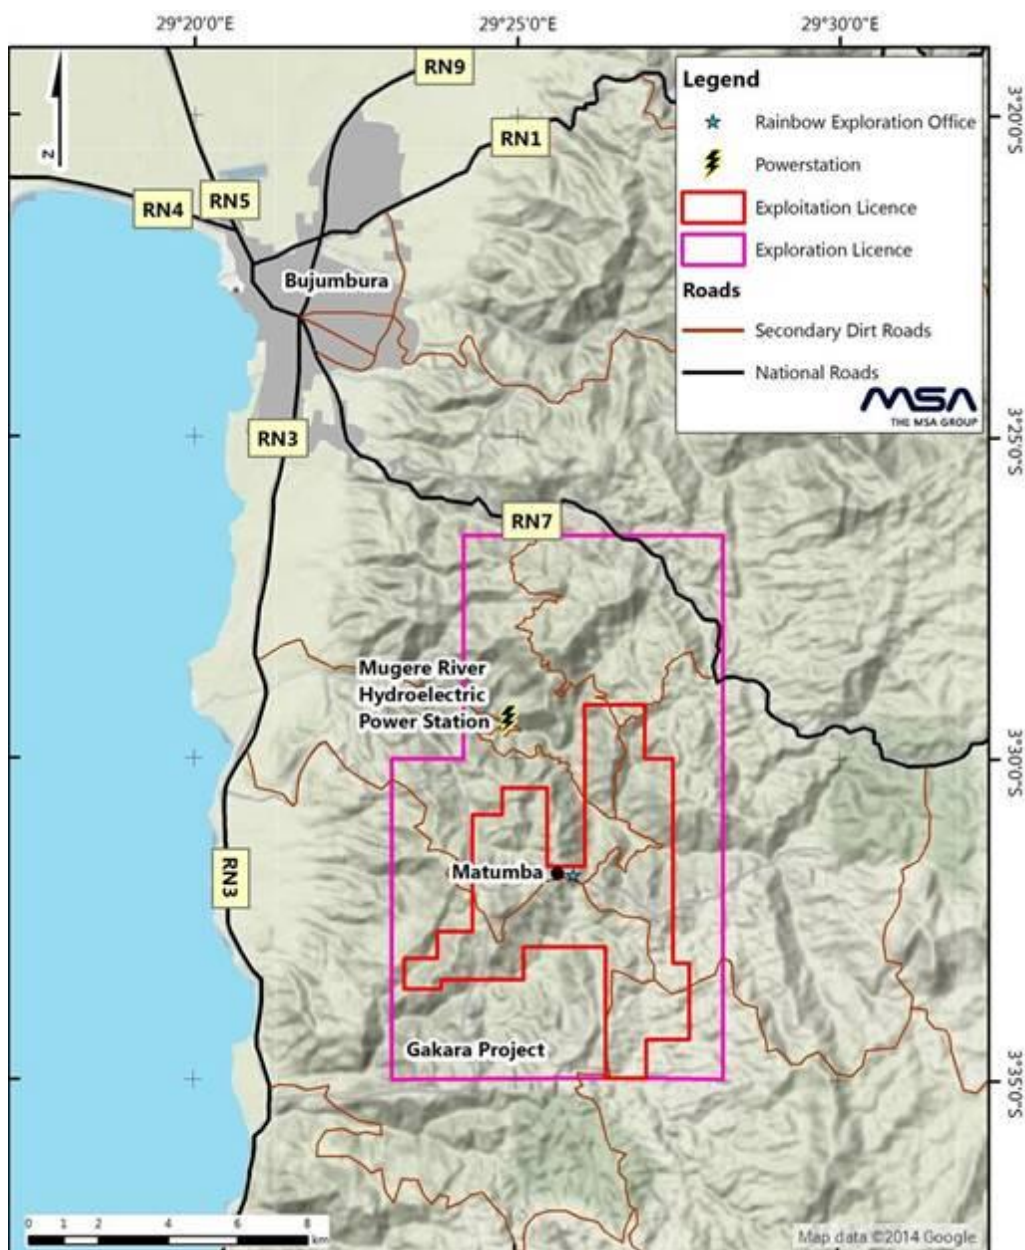 29°20'0"E
29°25'0"E
29°30'0"E
RN9
RN1
RN5
RN4
N
Bujumbura
Legend
Rainbow Exploration Office
Powerstation
Exploitation Licence
Exploration Licence
Roads
Secondary Dirt Roads
National Roads
MSA
THE MSA GROUP
3°20'0"S
RN3
3°25'0"S
RN7
Mugere River
Hydroelectric
Power Station
3°30'0"S
RN3
Matumba
Gakara Project
3°35'0"S
0 1 2 4 6 8
km
Map data ©2014 Google